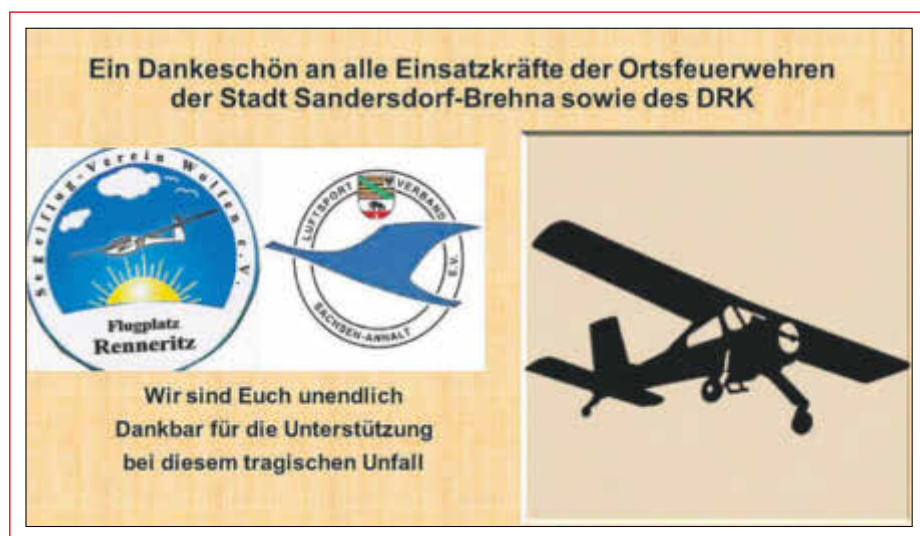 Ein Dankeschön an alle Einsatzkräfte der Ortsfeuerwehren
der Stadt Sandersdorf-Brehna sowie des DRK
Segelflug-Verein Wolfen e.V.
Flugplatz
Renneritz
LUFTSPORT VERBAND E.V.
SACHSEN-ANHALT
Wir sind Euch unendlich
Dankbar für die Unterstützung
bei diesem tragischen Unfall